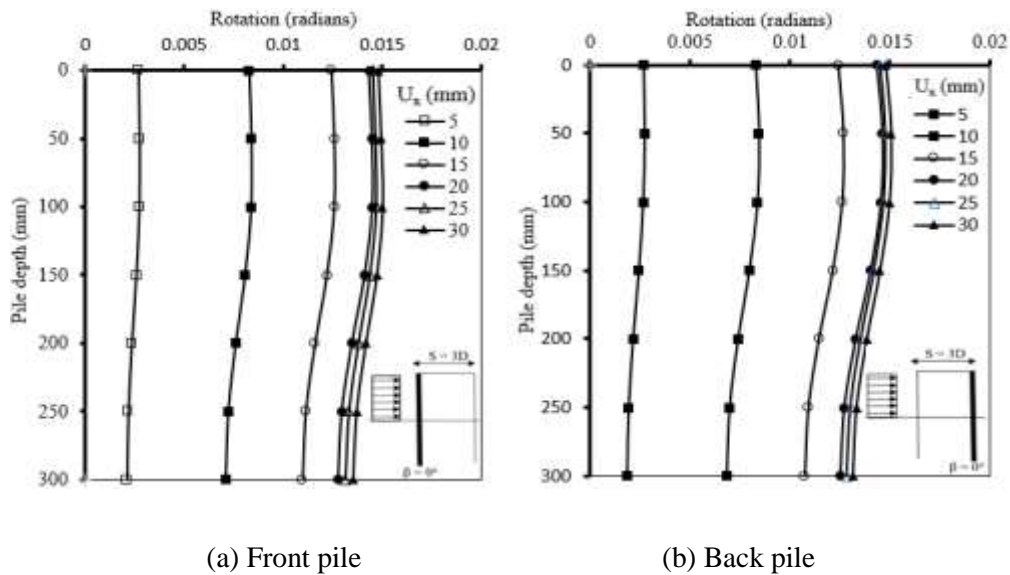 (a)
Rotation (radians)
0 0.005 0.01 0.015 0.02
Pile depth (mm)
0
50
100
150
200
250
300
Ux (mm)
5
10
15
20
25
30
S = 3D
β = 0°
(b)
Rotation (radians)
0 0.005 0.01 0.015 0.02
Pile depth (mm)
0
50
100
150
200
250
300
Ux (mm)
5
10
15
20
25
30
S = 3D
β = 0°
(a) Front pile
(b) Back pile